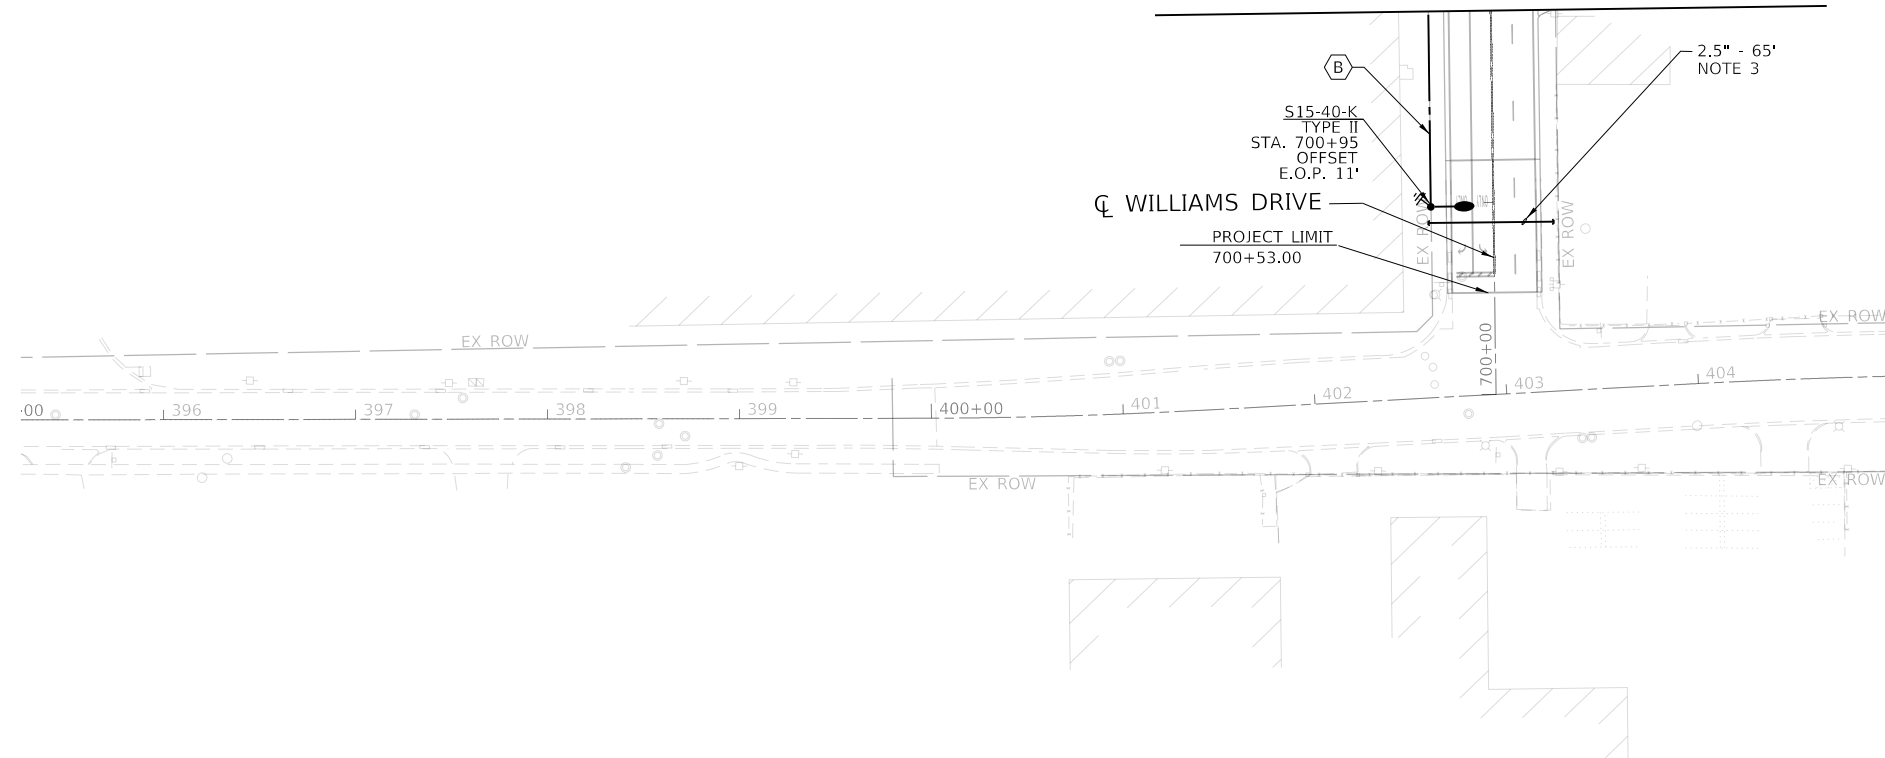 2.5" - 65'
NOTE 3
B
S15-40-K
TYPE II
STA. 700+95
OFFSET
E.O.P. 11'
℄ WILLIAMS DRIVE
PROJECT LIMIT
700+53.00
EX ROW
EX ROW
EX ROW
EX ROW
700+00
:00
396
397
398
399
400+00
401
402
403
404
EX ROW
EX ROW